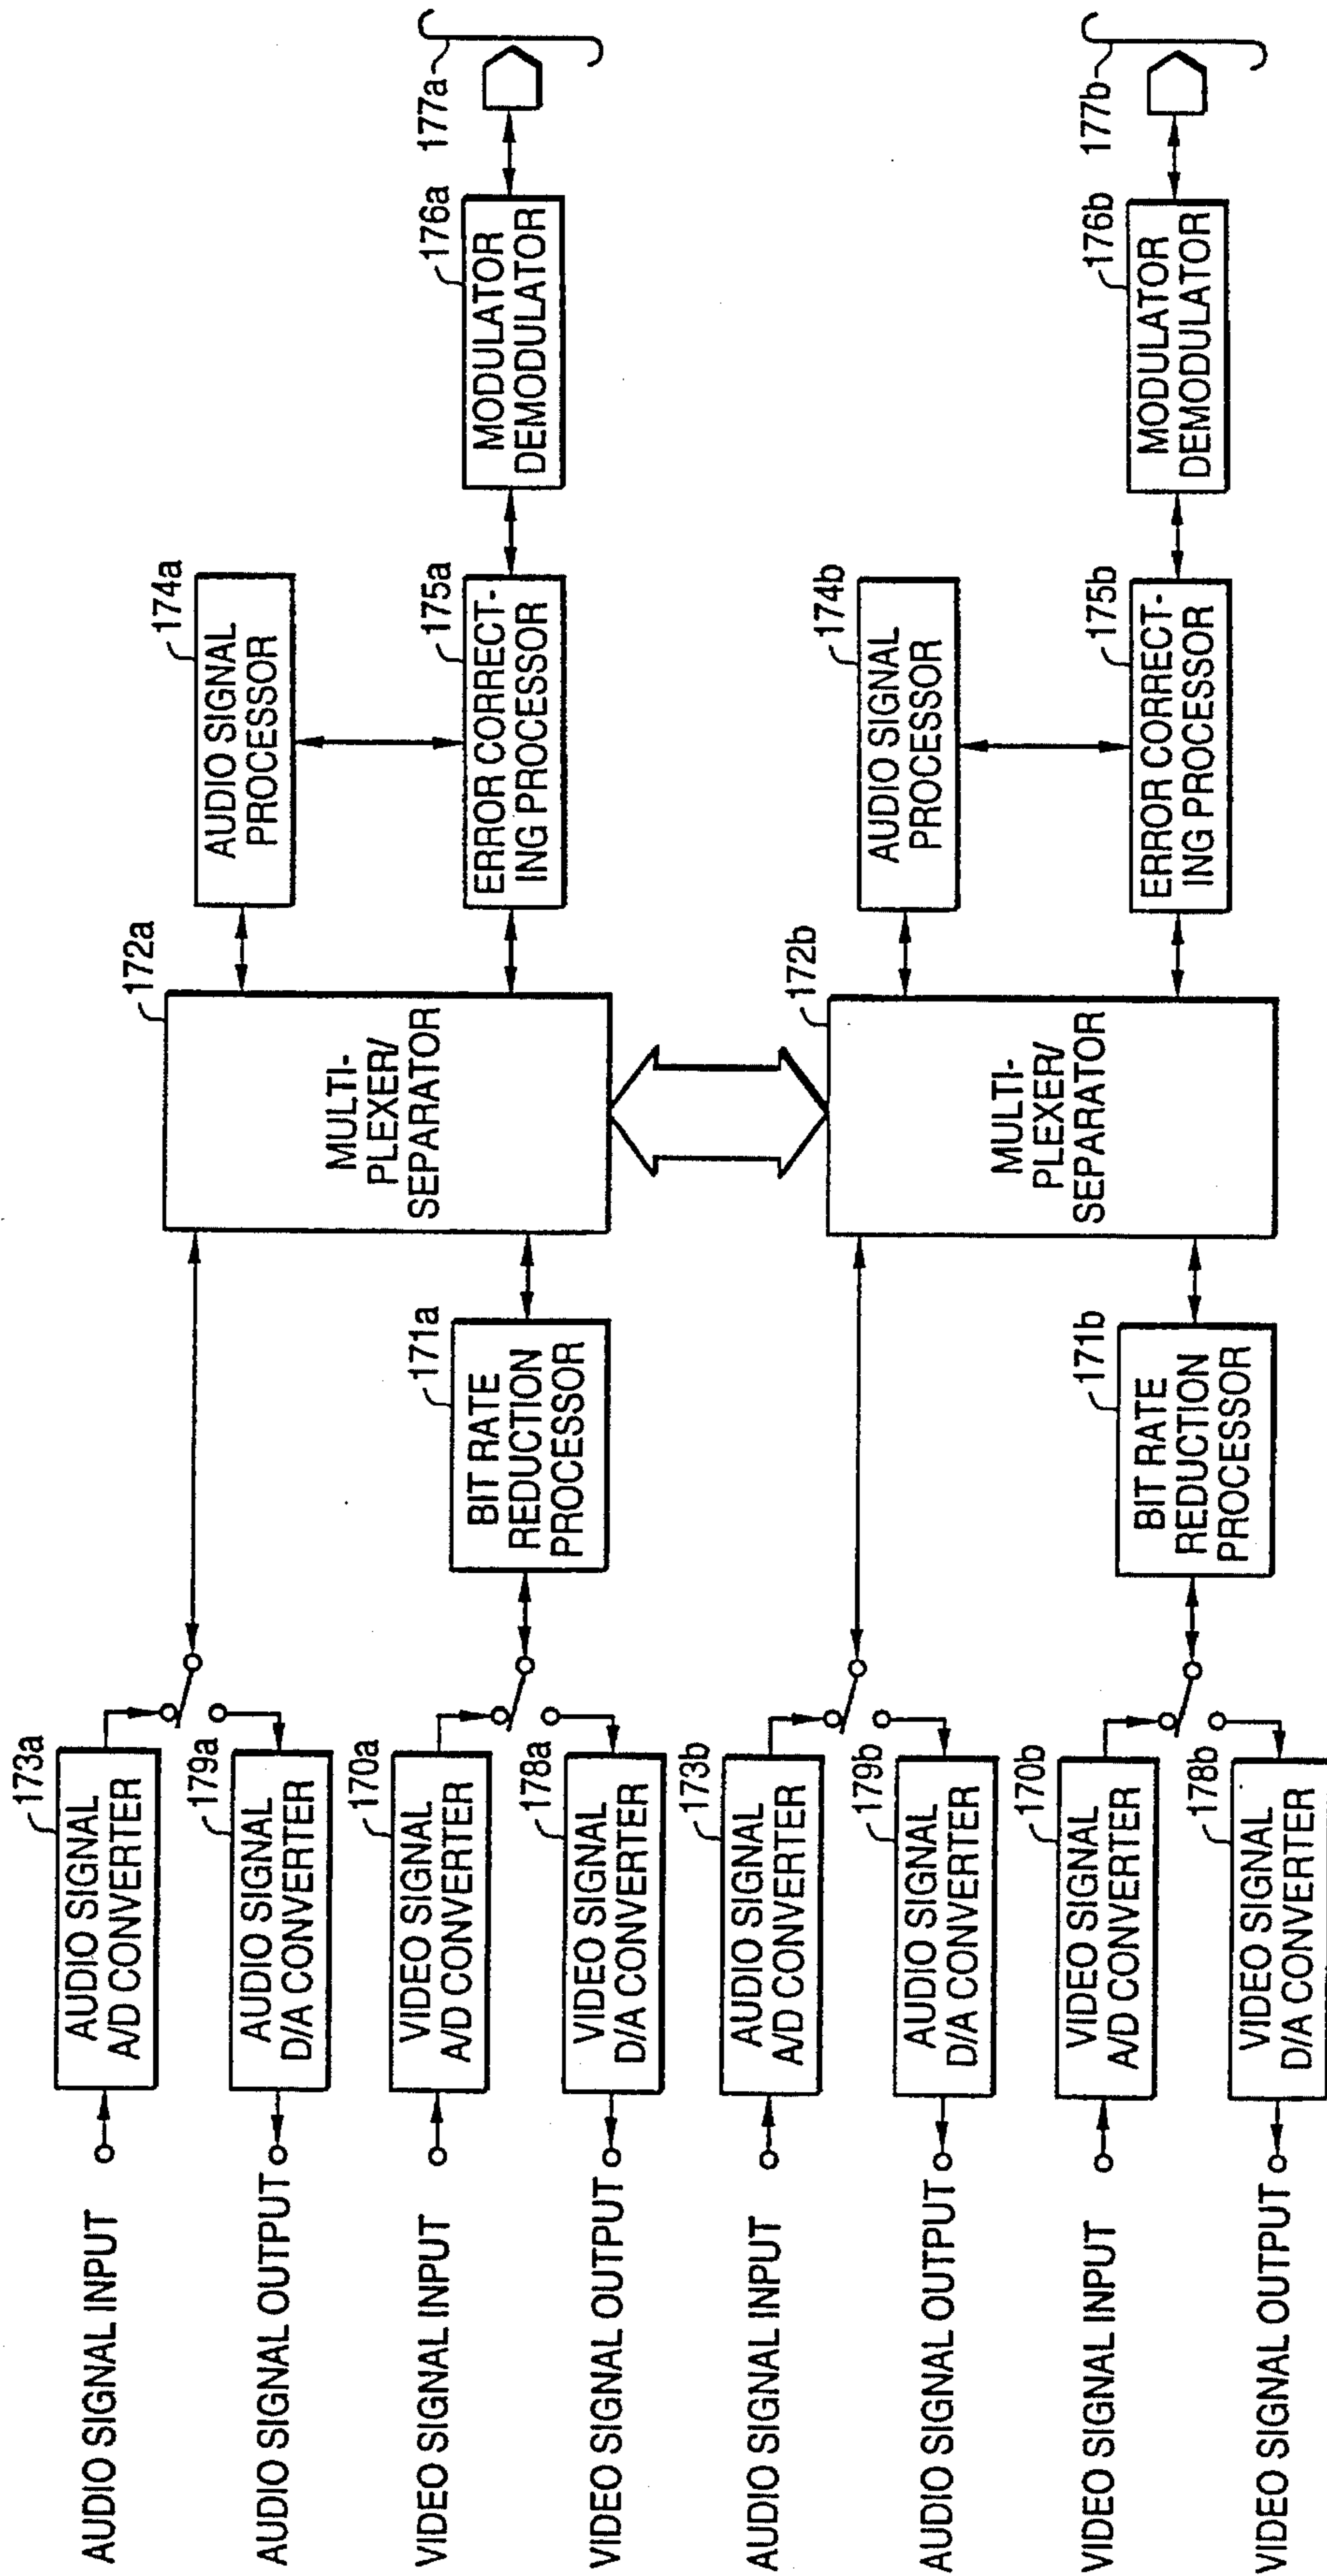 AUDIO SIGNAL INPUT
173a
AUDIO SIGNAL
A/D CONVERTER
AUDIO SIGNAL OUTPUT
179a
AUDIO SIGNAL
D/A CONVERTER
VIDEO SIGNAL INPUT
170a
VIDEO SIGNAL
A/D CONVERTER
VIDEO SIGNAL OUTPUT
178a
VIDEO SIGNAL
D/A CONVERTER
171a
BIT RATE
REDUCTION
PROCESSOR
172a
MULTI-
PLEXER/
SEPARATOR
174a
AUDIO SIGNAL
PROCESSOR
175a
ERROR CORRECT-
ING PROCESSOR
176a
MODULATOR
DEMODULATOR
177a
AUDIO SIGNAL INPUT
173b
AUDIO SIGNAL
A/D CONVERTER
AUDIO SIGNAL OUTPUT
179b
AUDIO SIGNAL
D/A CONVERTER
VIDEO SIGNAL INPUT
170b
VIDEO SIGNAL
A/D CONVERTER
VIDEO SIGNAL OUTPUT
178b
VIDEO SIGNAL
D/A CONVERTER
171b
BIT RATE
REDUCTION
PROCESSOR
172b
MULTI-
PLEXER/
SEPARATOR
174b
AUDIO SIGNAL
PROCESSOR
175b
ERROR CORRECT-
ING PROCESSOR
176b
MODULATOR
DEMODULATOR
177b